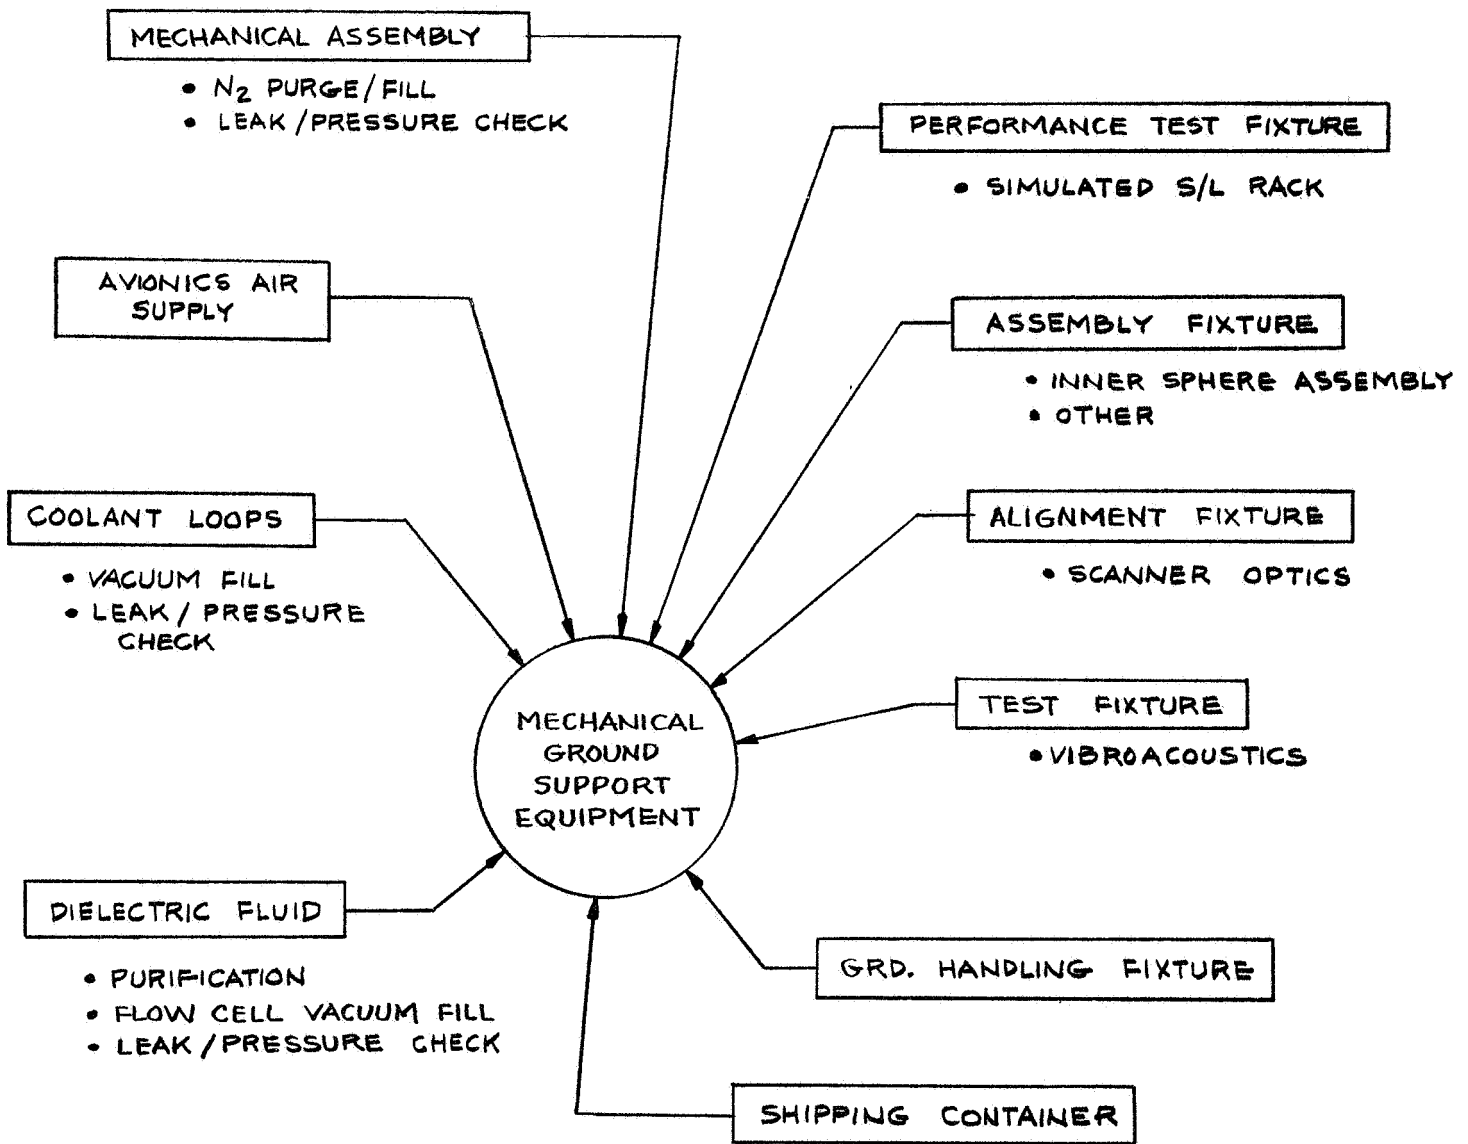 MECHANICAL ASSEMBLY
• N2 PURGE/FILL
• LEAK/PRESSURE CHECK
PERFORMANCE TEST FIXTURE
• SIMULATED S/L RACK
AVIONICS AIR
SUPPLY
ASSEMBLY FIXTURE
• INNER SPHERE ASSEMBLY
• OTHER
COOLANT LOOPS
• VACUUM FILL
• LEAK/PRESSURE
CHECK
ALIGNMENT FIXTURE
• SCANNER OPTICS
TEST FIXTURE
• VIBROACOUSTICS
MECHANICAL
GROUND
SUPPORT
EQUIPMENT
DIELECTRIC FLUID
• PURIFICATION
• FLOW CELL VACUUM FILL
• LEAK/PRESSURE CHECK
GRD. HANDLING FIXTURE
SHIPPING CONTAINER